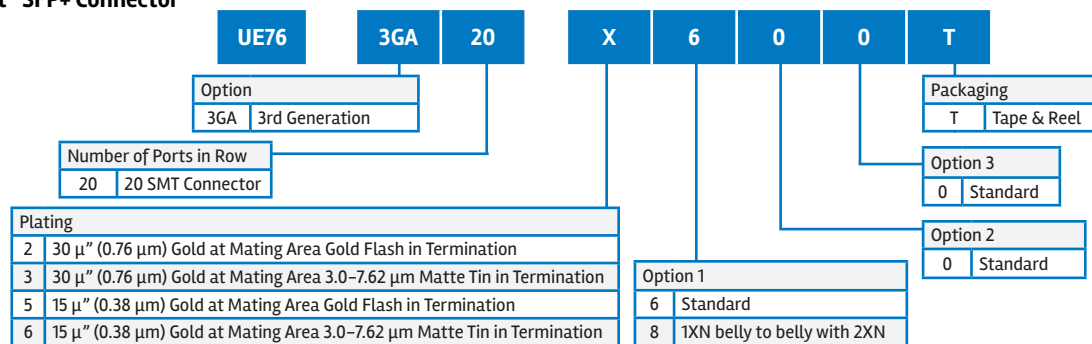 SFP+ Connector
UE76 3GA 20 X 6 0 0 T
Option
3GA 3rd Generation
Number of Ports in Row
20 20 SMT Connector
Plating
2 30 μ” (0.76 μm) Gold at Mating Area Gold Flash in Termination
3 30 μ” (0.76 μm) Gold at Mating Area 3.0–7.62 μm Matte Tin in Termination
5 15 μ” (0.38 μm) Gold at Mating Area Gold Flash in Termination
6 15 μ” (0.38 μm) Gold at Mating Area 3.0–7.62 μm Matte Tin in Termination
Option 1
6 Standard
8 1XN belly to belly with 2XN
Packaging
T Tape & Reel
Option 3
0 Standard
Option 2
0 Standard